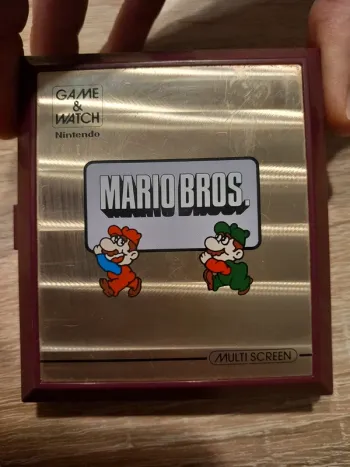 GAME
&
WATCH
Nintendo
MARIO BROS.
MULTI SCREEN